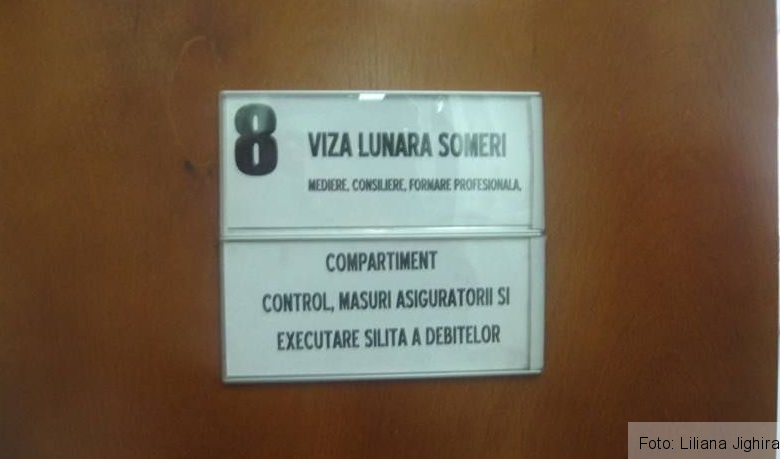 8
VIZA LUNARA SOMERI
MEDIERE, CONSILIERE, FORMARE PROFESIONALA,
COMPARTIMENT
CONTROL, MASURI ASIGURATORII SI
EXECUTARE SILITA A DEBITELOR
Foto: Liliana Jighira